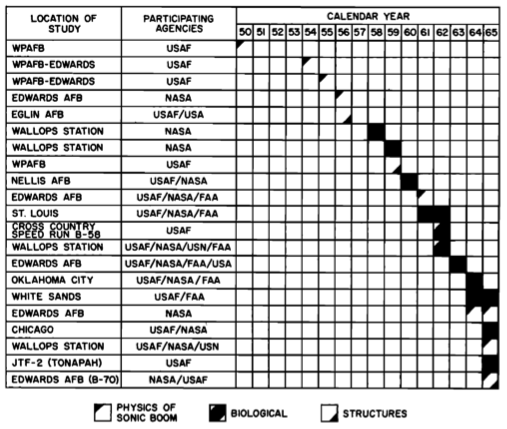 LOCATION OF STUDY PARTICIPATING AGENCIES CALENDAR YEAR
50 51 52 53 54 55 56 57 58 59 60 61 62 63 64 65
WPAFB USAF
WPAFB-EDWARDS USAF
WPAFB-EDWARDS USAF
EDWARDS AFB NASA
EGLIN AFB USAF/USA
WALLOPS STATION NASA
WALLOPS STATION NASA
WPAFB USAF
NELLIS AFB USAF/NASA
EDWARDS AFB USAF/NASA/FAA
ST. LOUIS USAF/NASA/FAA
CROSS COUNTRY SPEED RUN B-58 USAF
WALLOPS STATION USAF/NASA/USN/FAA
EDWARDS AFB USAF/NASA/FAA/USA
OKLAHOMA CITY USAF/NASA/FAA
WHITE SANDS USAF/FAA
EDWARDS AFB NASA
CHICAGO USAF/NASA
WALLOPS STATION USAF/NASA/USN
JTF-2 (TONAPAH) USAF
EDWARDS AFB (B-70) NASA/USAF
PHYSICS OF SONIC BOOM BIOLOGICAL STRUCTURES